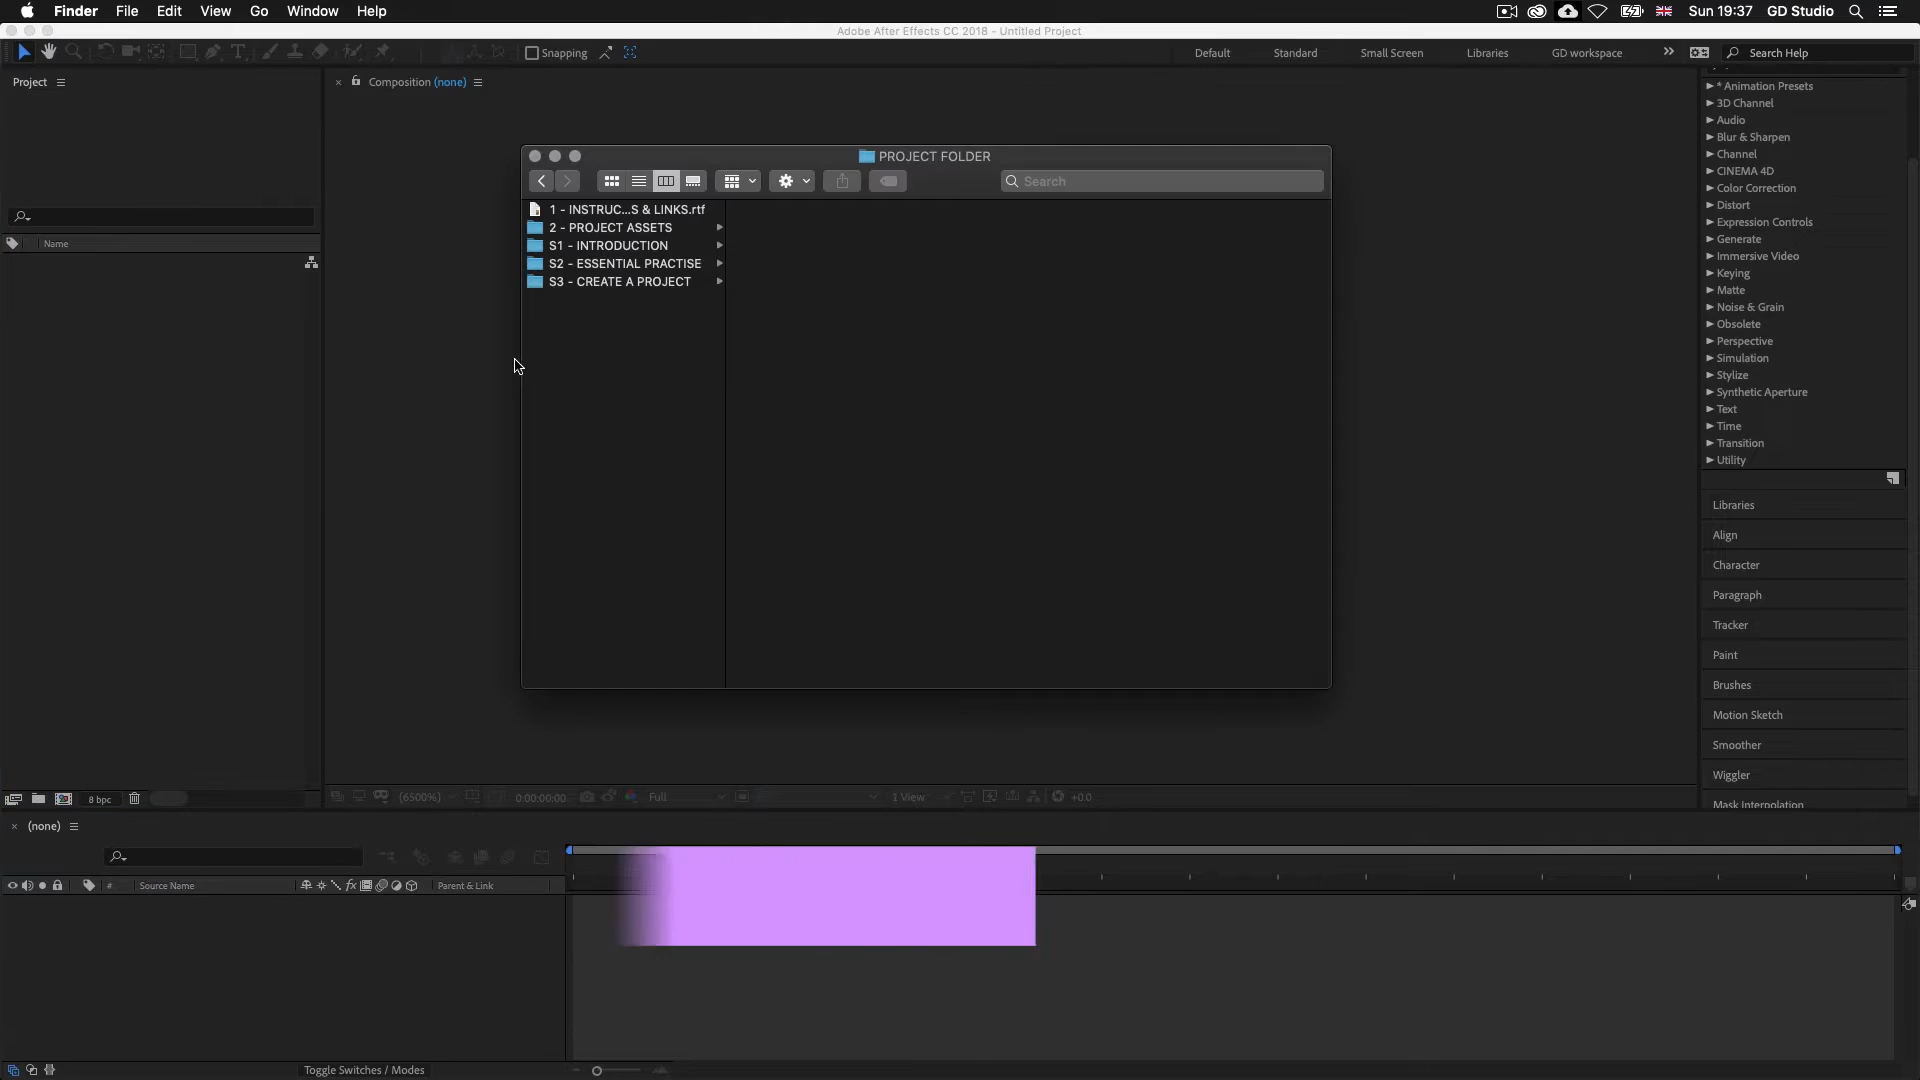 Finder File Edit View Go Window Help Sun 19:37 GD Studio
Adobe After Effects CC 2018 - Untitled Project
Snapping Default Standard Small Screen Libraries GD workspace Search Help
Project Composition (none)
Name
PROJECT FOLDER
Search
1 - INSTRUC...S & LINKS.rtf
2 - PROJECT ASSETS
S1 - INTRODUCTION
S2 - ESSENTIAL PRACTISE
S3 - CREATE A PROJECT
* Animation Presets
3D Channel
Audio
Blur & Sharpen
Channel
CINEMA 4D
Color Correction
Distort
Expression Controls
Generate
Immersive Video
Keying
Matte
Noise & Grain
Obsolete
Perspective
Simulation
Stylize
Synthetic Aperture
Text
Time
Transition
Utility
Libraries
Align
Character
Paragraph
Tracker
Paint
Brushes
Motion Sketch
Smoother
Wiggler
Mask Interpolation
8 bpc (6500%) 0:00:00:00 Full 1 View +0.0
(none)
# Source Name fx Parent & Link
Toggle Switches / Modes